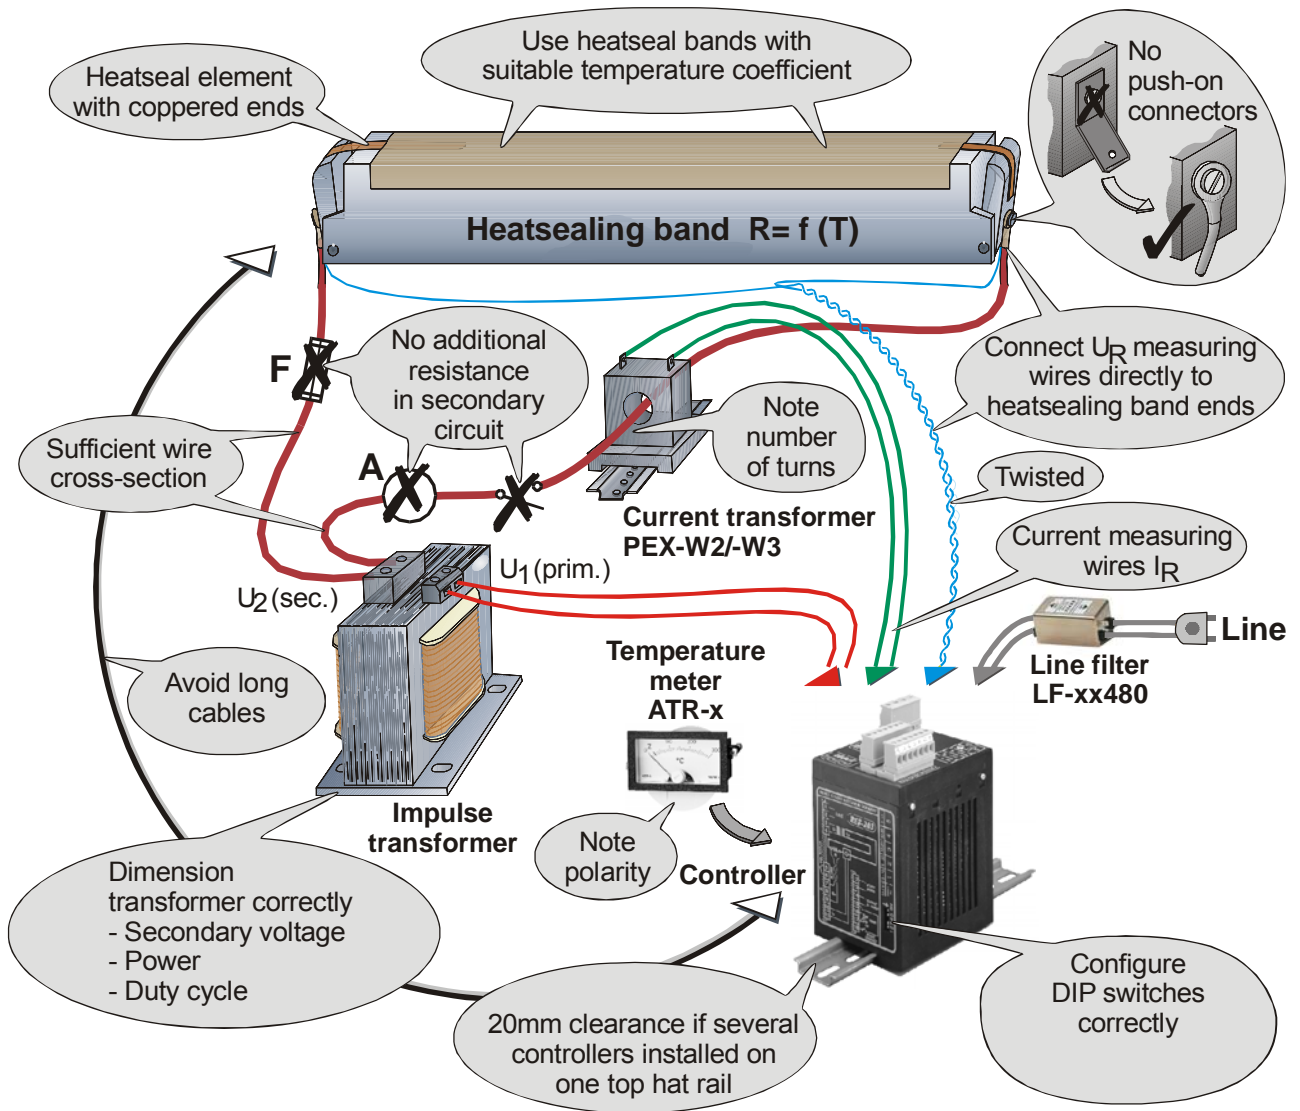 Use heatseal bands with
suitable temperature coefficient
Heatseal element
with coppered ends
No
push-on
connectors
Heatsealing band R= f (T)
F
No additional
resistance
in secondary
circuit
Connect UR measuring
wires directly to
heatsealing band ends
Note
number
of turns
Sufficient wire
cross-section
A
Twisted
Current transformer
PEX-W2/-W3
Current measuring
wires IR
U1 (prim.)
U2 (sec.)
Line
Temperature
meter
ATR-x
Line filter
LF-xx480
Avoid long
cables
°C
Impulse
transformer
Note
polarity
Controller
Dimension
transformer correctly
- Secondary voltage
- Power
- Duty cycle
Configure
DIP switches
correctly
20mm clearance if several
controllers installed on
one top hat rail